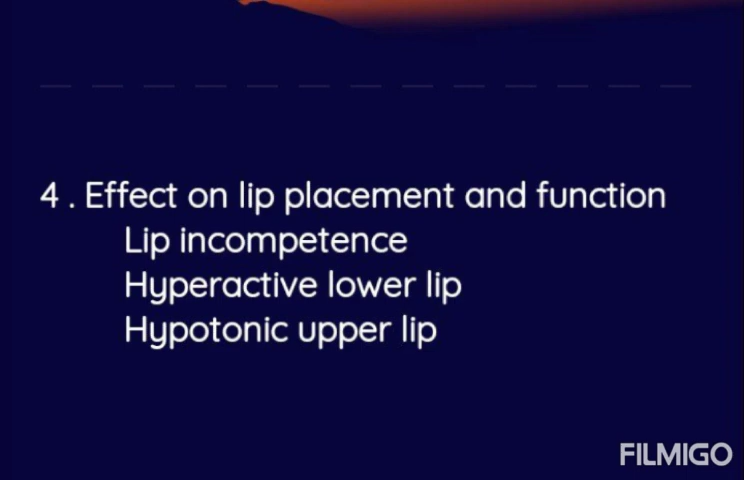 4 . Effect on lip placement and function
Lip incompetence
Hyperactive lower lip
Hypotonic upper lip
FILMIGO